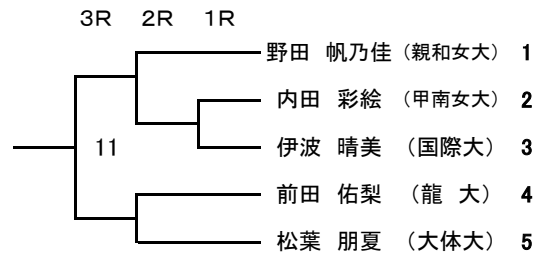 3R 2R 1R
野田 帆乃佳 (親和女大) 1
内田 彩絵 (甲南女大) 2
11 伊波 晴美 (国際大) 3
前田 佑梨 (龍 大) 4
松葉 朋夏 (大体大) 5